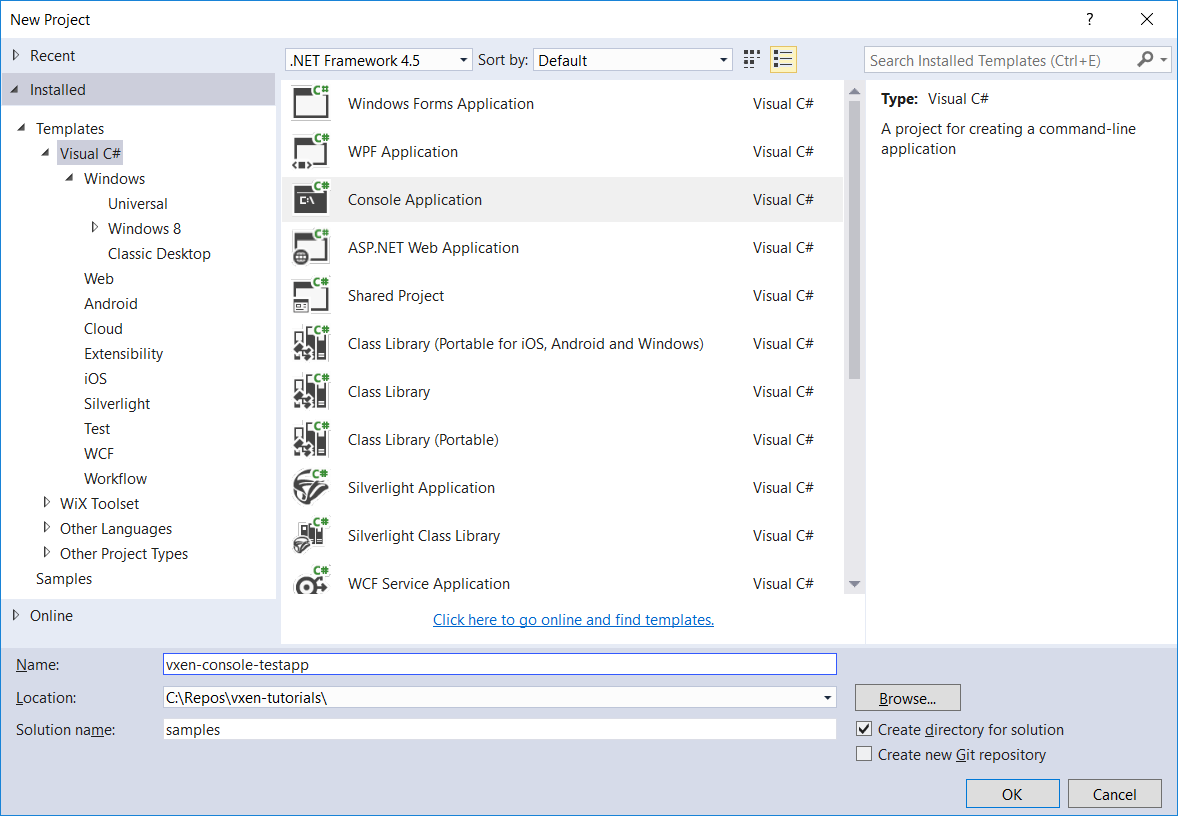 New Project
?
Recent
Installed
Templates
Visual C#
Windows
Universal
Windows 8
Classic Desktop
Web
Android
Cloud
Extensibility
iOS
Silverlight
Test
WCF
Workflow
WiX Toolset
Other Languages
Other Project Types
Samples
Online
.NET Framework 4.5 Sort by: Default
C# Windows Forms Application Visual C#
C# WPF Application Visual C#
C# C:\ Console Application Visual C#
C# ASP.NET Web Application Visual C#
C# Shared Project Visual C#
C# Class Library (Portable for iOS, Android and Windows) Visual C#
C# Class Library Visual C#
C# Class Library (Portable) Visual C#
C# Silverlight Application Visual C#
C# Silverlight Class Library Visual C#
C# WCF Service Application Visual C#
Click here to go online and find templates.
Search Installed Templates (Ctrl+E)
Type: Visual C#
A project for creating a command-line
application
Name: vxen-console-testapp
Location: C:\Repos\vxen-tutorials\ Browse...
Solution name: samples
Create directory for solution
Create new Git repository
OK Cancel